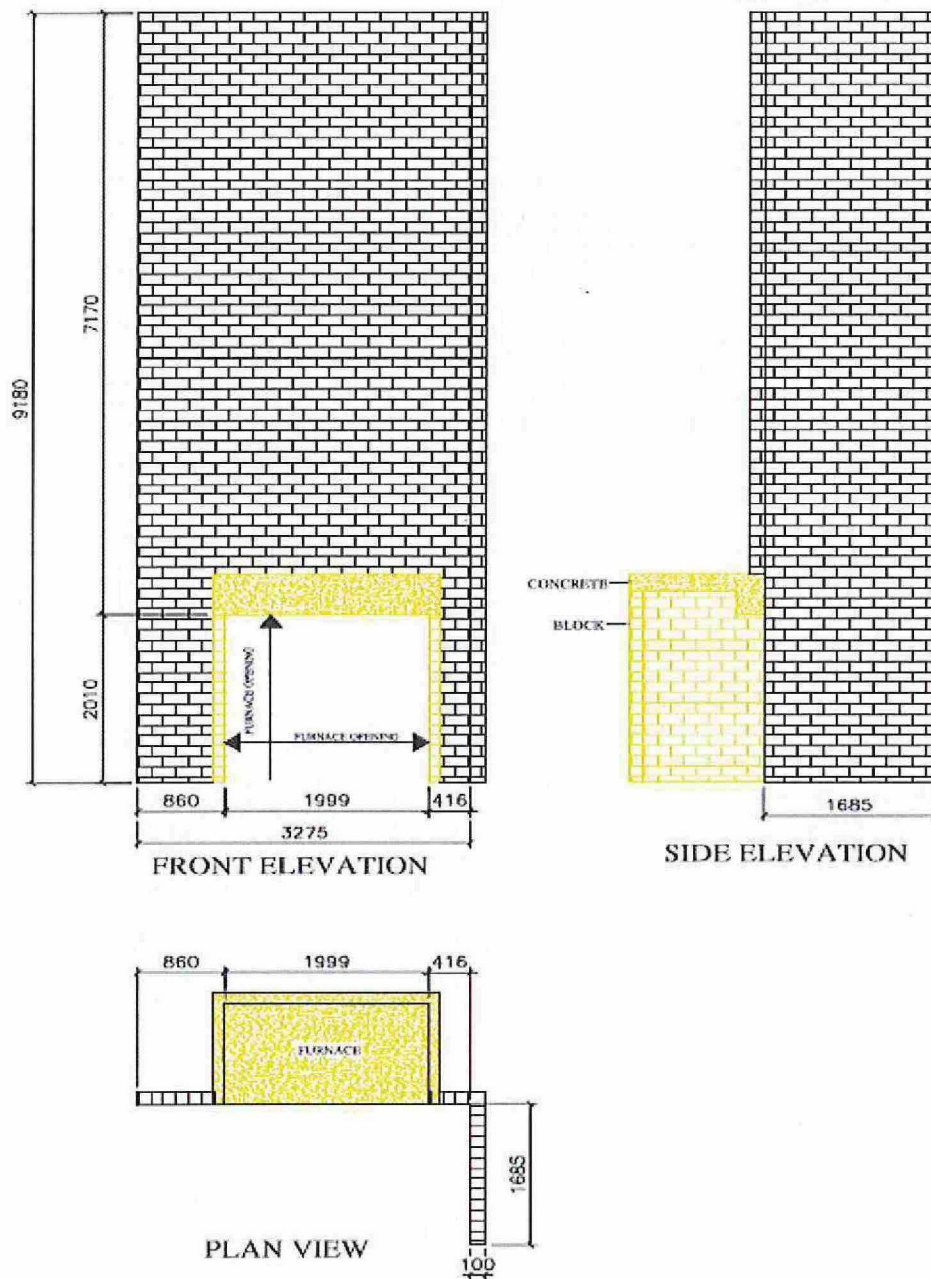 9180
7170
2010
FURNACE OPENING
FURNACE OPENING
860
1999
416
3275
FRONT ELEVATION
CONCRETE
BLOCK
1685
SIDE ELEVATION
860
1999
416
FURNACE
1685
PLAN VIEW
100